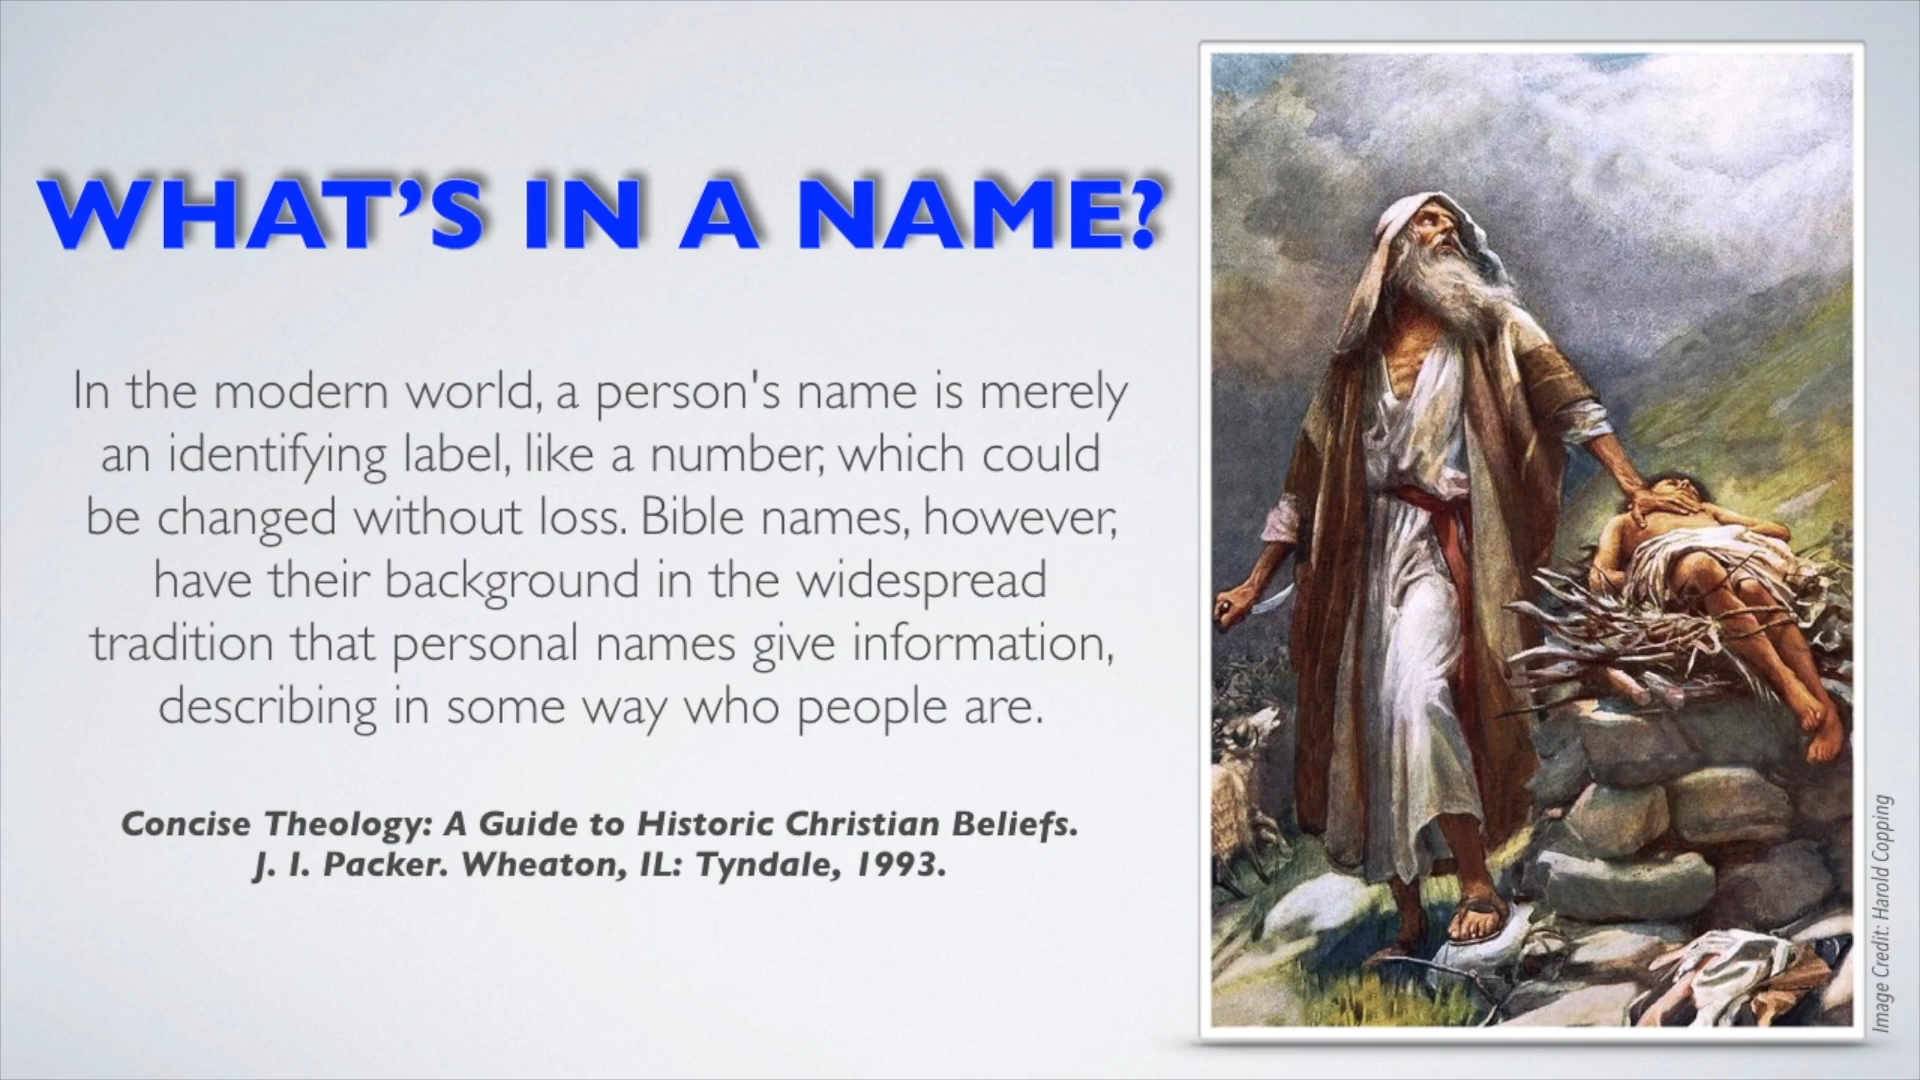 WHAT’S IN A NAME?
In the modern world, a person's name is merely
an identifying label, like a number, which could
be changed without loss. Bible names, however,
have their background in the widespread
tradition that personal names give information,
describing in some way who people are.
Concise Theology: A Guide to Historic Christian Beliefs.
J. I. Packer. Wheaton, IL: Tyndale, 1993.
Image Credit: Harold Copping